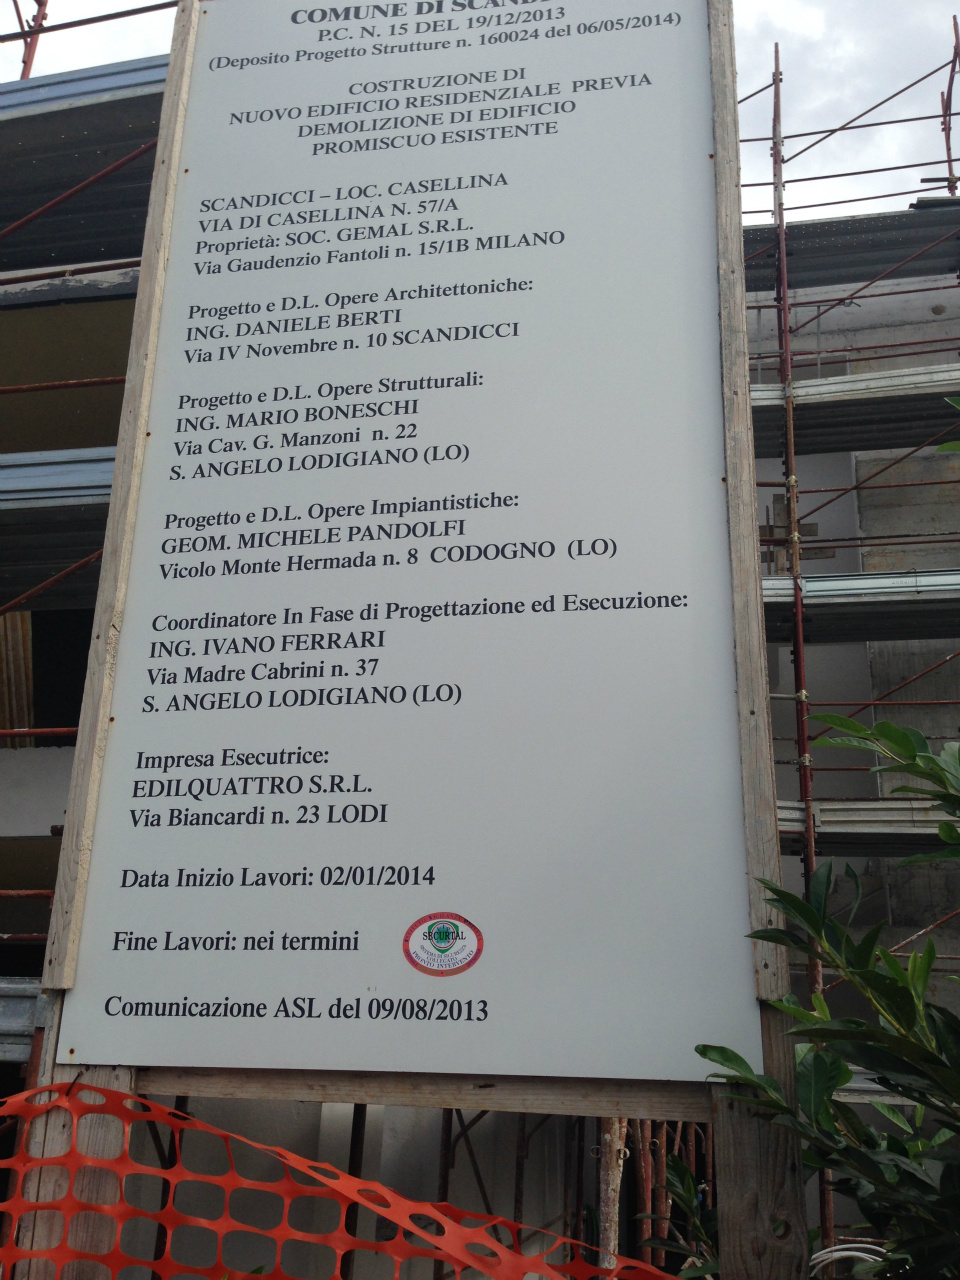 COMUNE DI
P.C. N. 15 DEL 19/12/2013
(Deposito Progetto Strutture n. 160024 del 06/05/2014)
COSTRUZIONE DI
NUOVO EDIFICIO RESIDENZIALE PREVIA
DEMOLIZIONE DI EDIFICIO
PROMISCUO ESISTENTE
SCANDICCI – LOC. CASELLINA
VIA DI CASELLINA N. 57/A
Proprietà: SOC. GEMAL S.R.L.
Via Gaudenzio Fantoli n. 15/1B MILANO
Progetto e D.L. Opere Architettoniche:
ING. DANIELE BERTI
Via IV Novembre n. 10 SCANDICCI
Progetto e D.L. Opere Strutturali:
ING. MARIO BONESCHI
Via Cav. G. Manzoni n. 22
S. ANGELO LODIGIANO (LO)
Progetto e D.L. Opere Impiantistiche:
GEOM. MICHELE PANDOLFI
Vicolo Monte Hermada n. 8 CODOGNO (LO)
Coordinatore In Fase di Progettazione ed Esecuzione:
ING. IVANO FERRARI
Via Madre Cabrini n. 37
S. ANGELO LODIGIANO (LO)
Impresa Esecutrice:
EDILQUATTRO S.R.L.
Via Biancardi n. 23 LODI
Data Inizio Lavori: 02/01/2014
Fine Lavori: nei termini
SECURTAL
COLLEGATO
PRONTO INTERVENTO
Comunicazione ASL del 09/08/2013